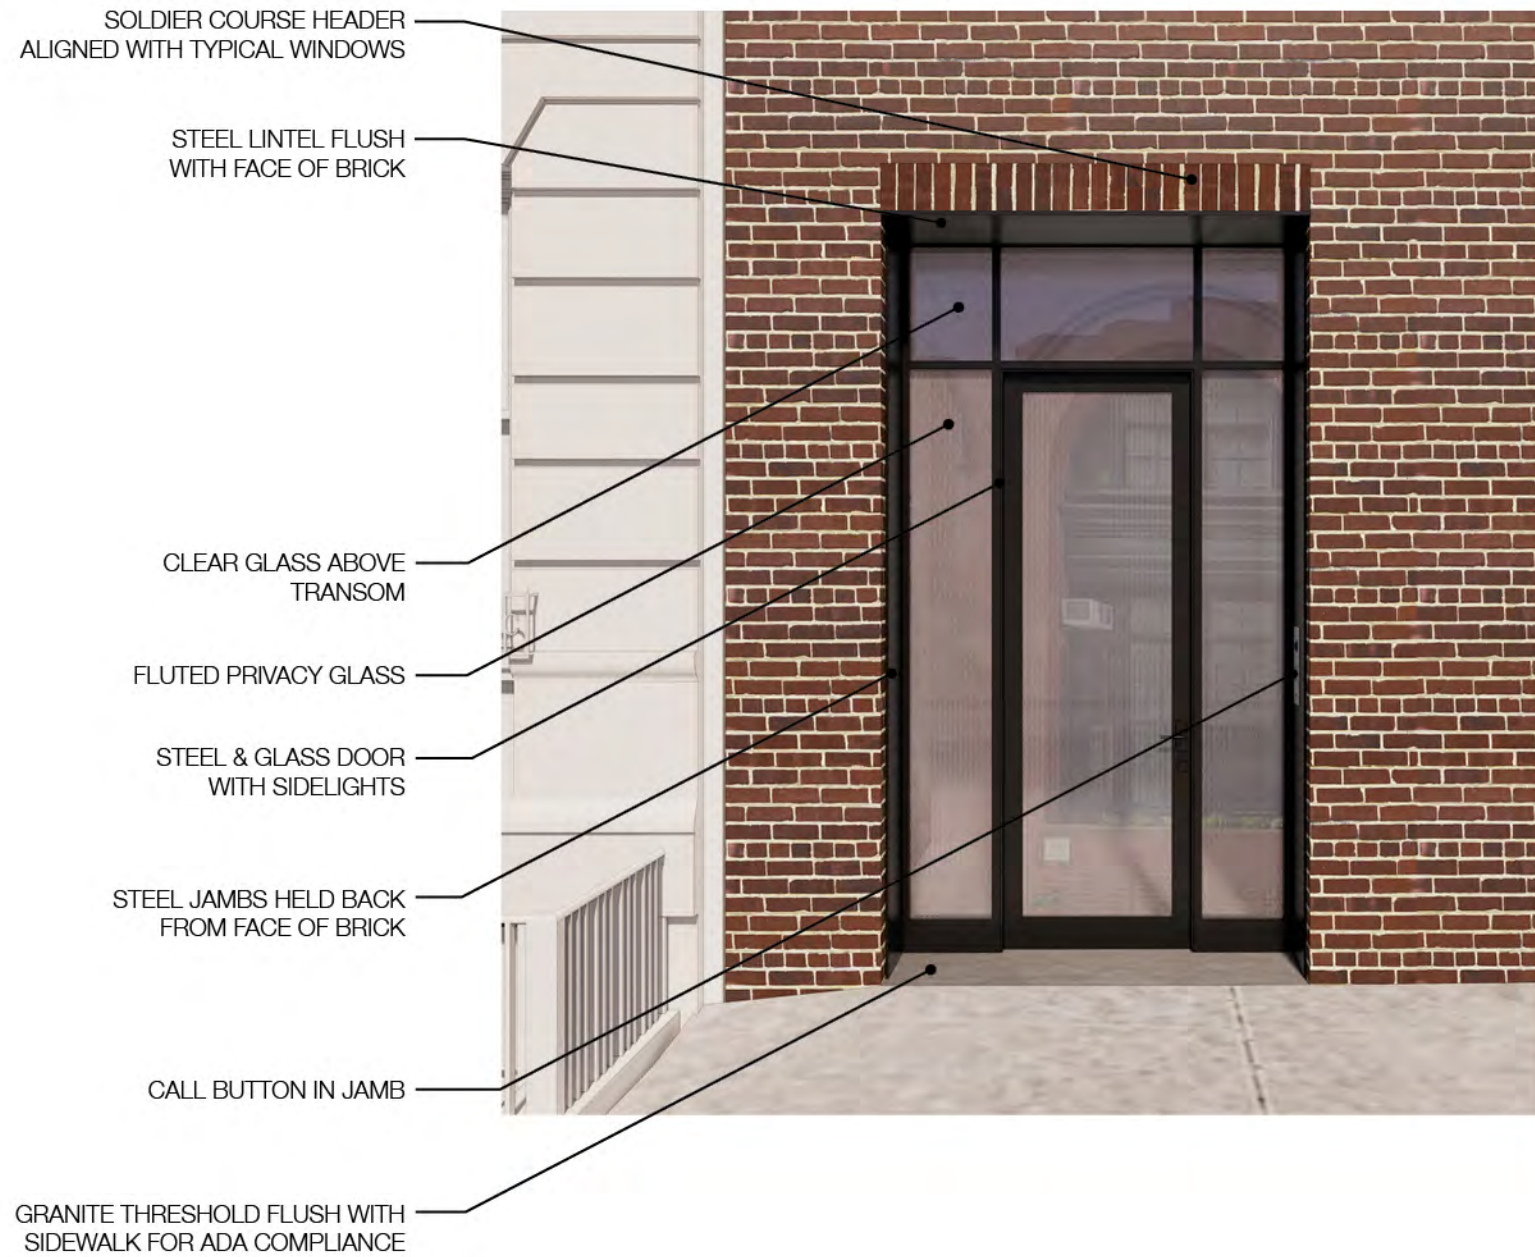 SOLDIER COURSE HEADER
ALIGNED WITH TYPICAL WINDOWS
STEEL LINTEL FLUSH
WITH FACE OF BRICK
CLEAR GLASS ABOVE
TRANSOM
FLUTED PRIVACY GLASS
STEEL & GLASS DOOR
WITH SIDELIGHTS
STEEL JAMBS HELD BACK
FROM FACE OF BRICK
CALL BUTTON IN JAMB
GRANITE THRESHOLD FLUSH WITH
SIDEWALK FOR ADA COMPLIANCE